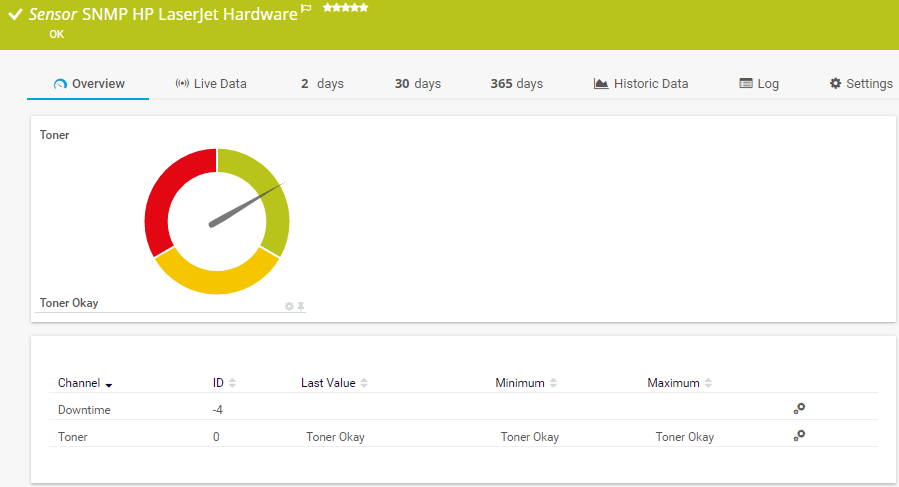 Sensor SNMP HP LaserJet Hardware
OK
Overview Live Data 2 days 30 days 365 days Historic Data Log Settings
Toner
Toner Okay
Channel ID Last Value Minimum Maximum
Downtime -4
Toner 0 Toner Okay Toner Okay Toner Okay